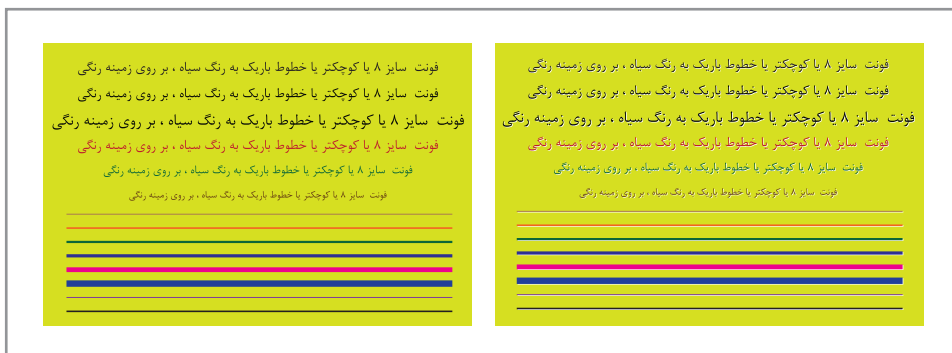 فونت سایز ۸ یا کوچکتر یا خطوط باریک به رنگ سیاه ، بر روی زمینه رنگی
فونت سایز ۸ یا کوچکتر یا خطوط باریک به رنگ سیاه ، بر روی زمینه رنگی
فونت سایز ۸ یا کوچکتر یا خطوط باریک به رنگ سیاه ، بر روی زمینه رنگی
فونت سایز ۸ یا کوچکتر یا خطوط باریک به رنگ سیاه ، بر روی زمینه رنگی
فونت سایز ۸ یا کوچکتر یا خطوط باریک به رنگ سیاه ، بر روی زمینه رنگی
فونت سایز ۸ یا کوچکتر یا خطوط باریک به رنگ سیاه ، بر روی زمینه رنگی
فونت سایز ۸ یا کوچکتر یا خطوط باریک به رنگ سیاه ، بر روی زمینه رنگی
فونت سایز ۸ یا کوچکتر یا خطوط باریک به رنگ سیاه ، بر روی زمینه رنگی
فونت سایز ۸ یا کوچکتر یا خطوط باریک به رنگ سیاه ، بر روی زمینه رنگی
فونت سایز ۸ یا کوچکتر یا خطوط باریک به رنگ سیاه ، بر روی زمینه رنگی
فونت سایز ۸ یا کوچکتر یا خطوط باریک به رنگ سیاه ، بر روی زمینه رنگی
فونت سایز ۸ یا کوچکتر یا خطوط باریک به رنگ سیاه ، بر روی زمینه رنگی